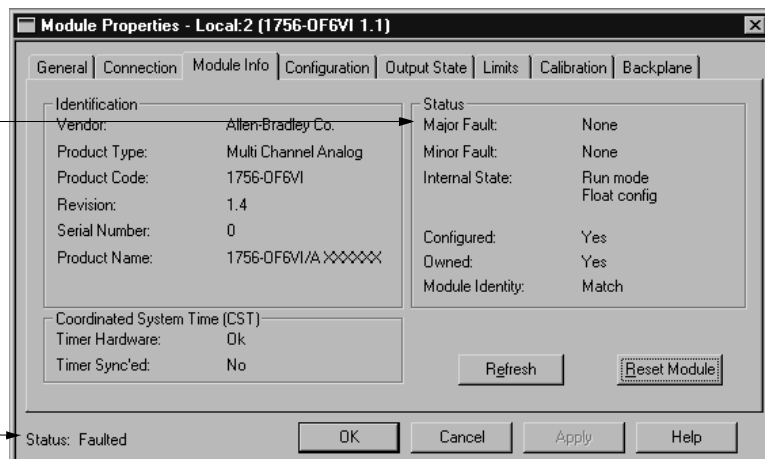 Module Properties - Local:2 (1756-OF6VI 1.1)
General Connection Module Info Configuration Output State Limits Calibration Backplane
Identification
Vendor: Allen-Bradley Co.
Product Type: Multi Channel Analog
Product Code: 1756-OF6VI
Revision: 1.4
Serial Number: 0
Product Name: 1756-OF6VI/A XXXXXX
Status
Major Fault: None
Minor Fault: None
Internal State: Run mode
Float config
Configured: Yes
Owned: Yes
Module Identity: Match
Coordinated System Time (CST)
Timer Hardware: Ok
Timer Sync'ed: No
Refresh Reset Module
Status: Faulted
OK Cancel Apply Help